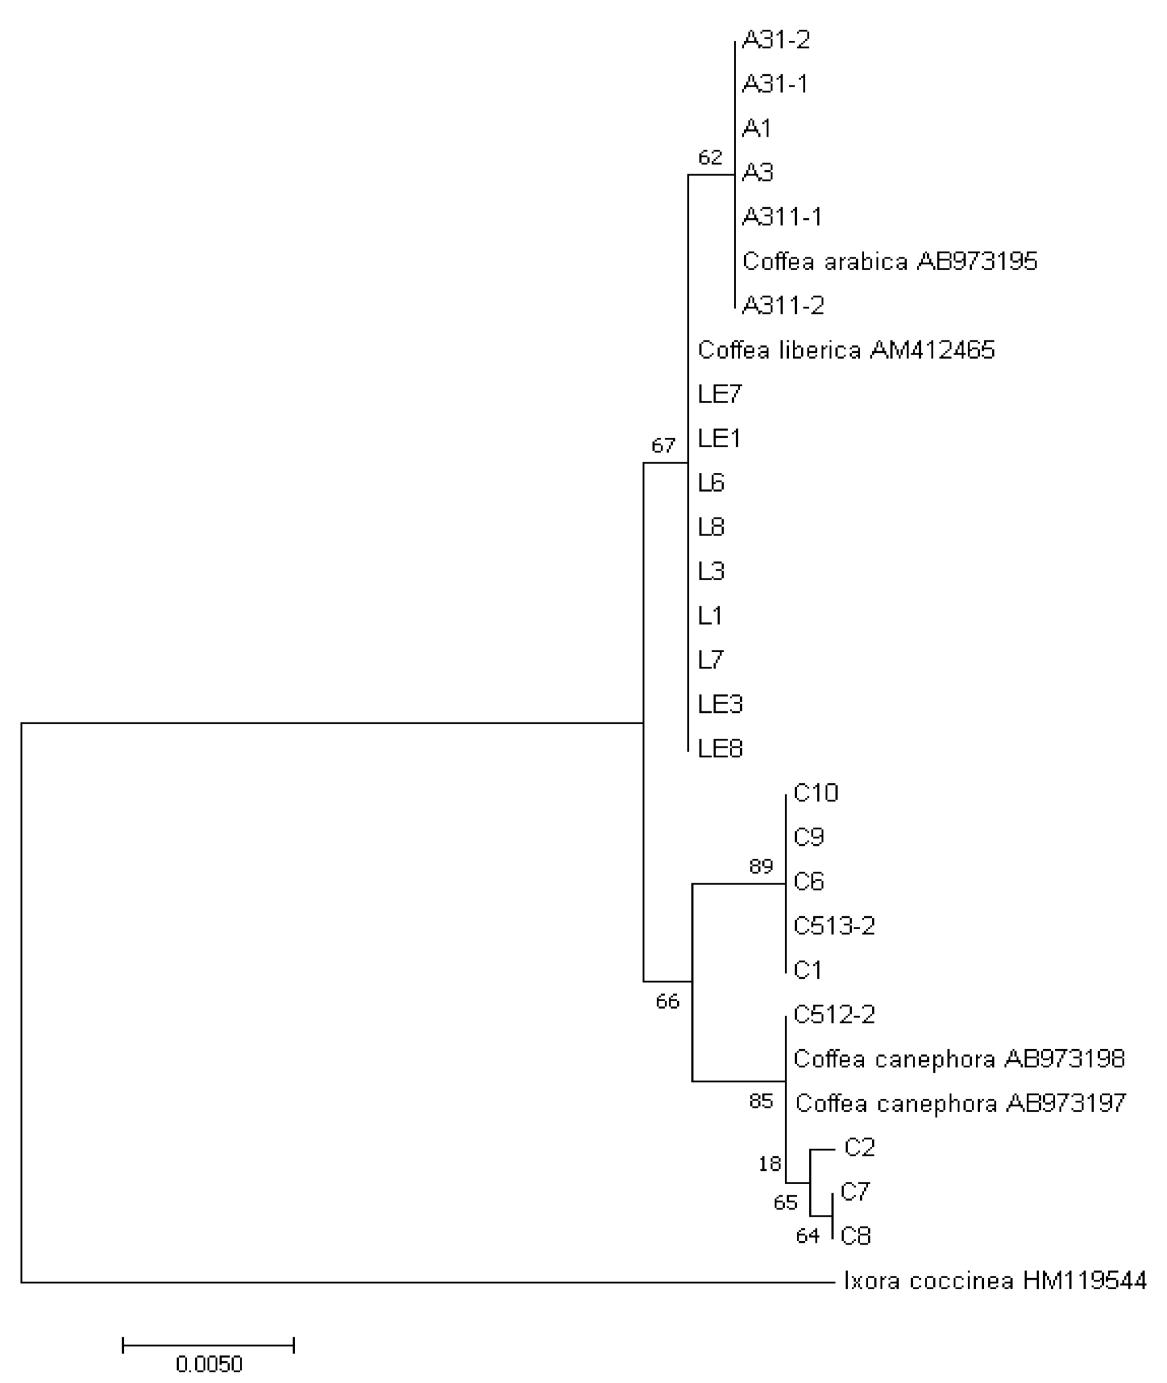 A31-2
A31-1
A1
62
A3
A311-1
Coffea arabica AB973195
A311-2
Coffea liberica AM412465
LE7
LE1
67
L6
L8
L3
L1
L7
LE3
LE8
C10
C9
89
C6
C513-2
C1
66
C512-2
Coffea canephora AB973198
85
Coffea canephora AB973197
C2
18
C7
65
C8
64
Ixora coccinea HM119544
0.0050